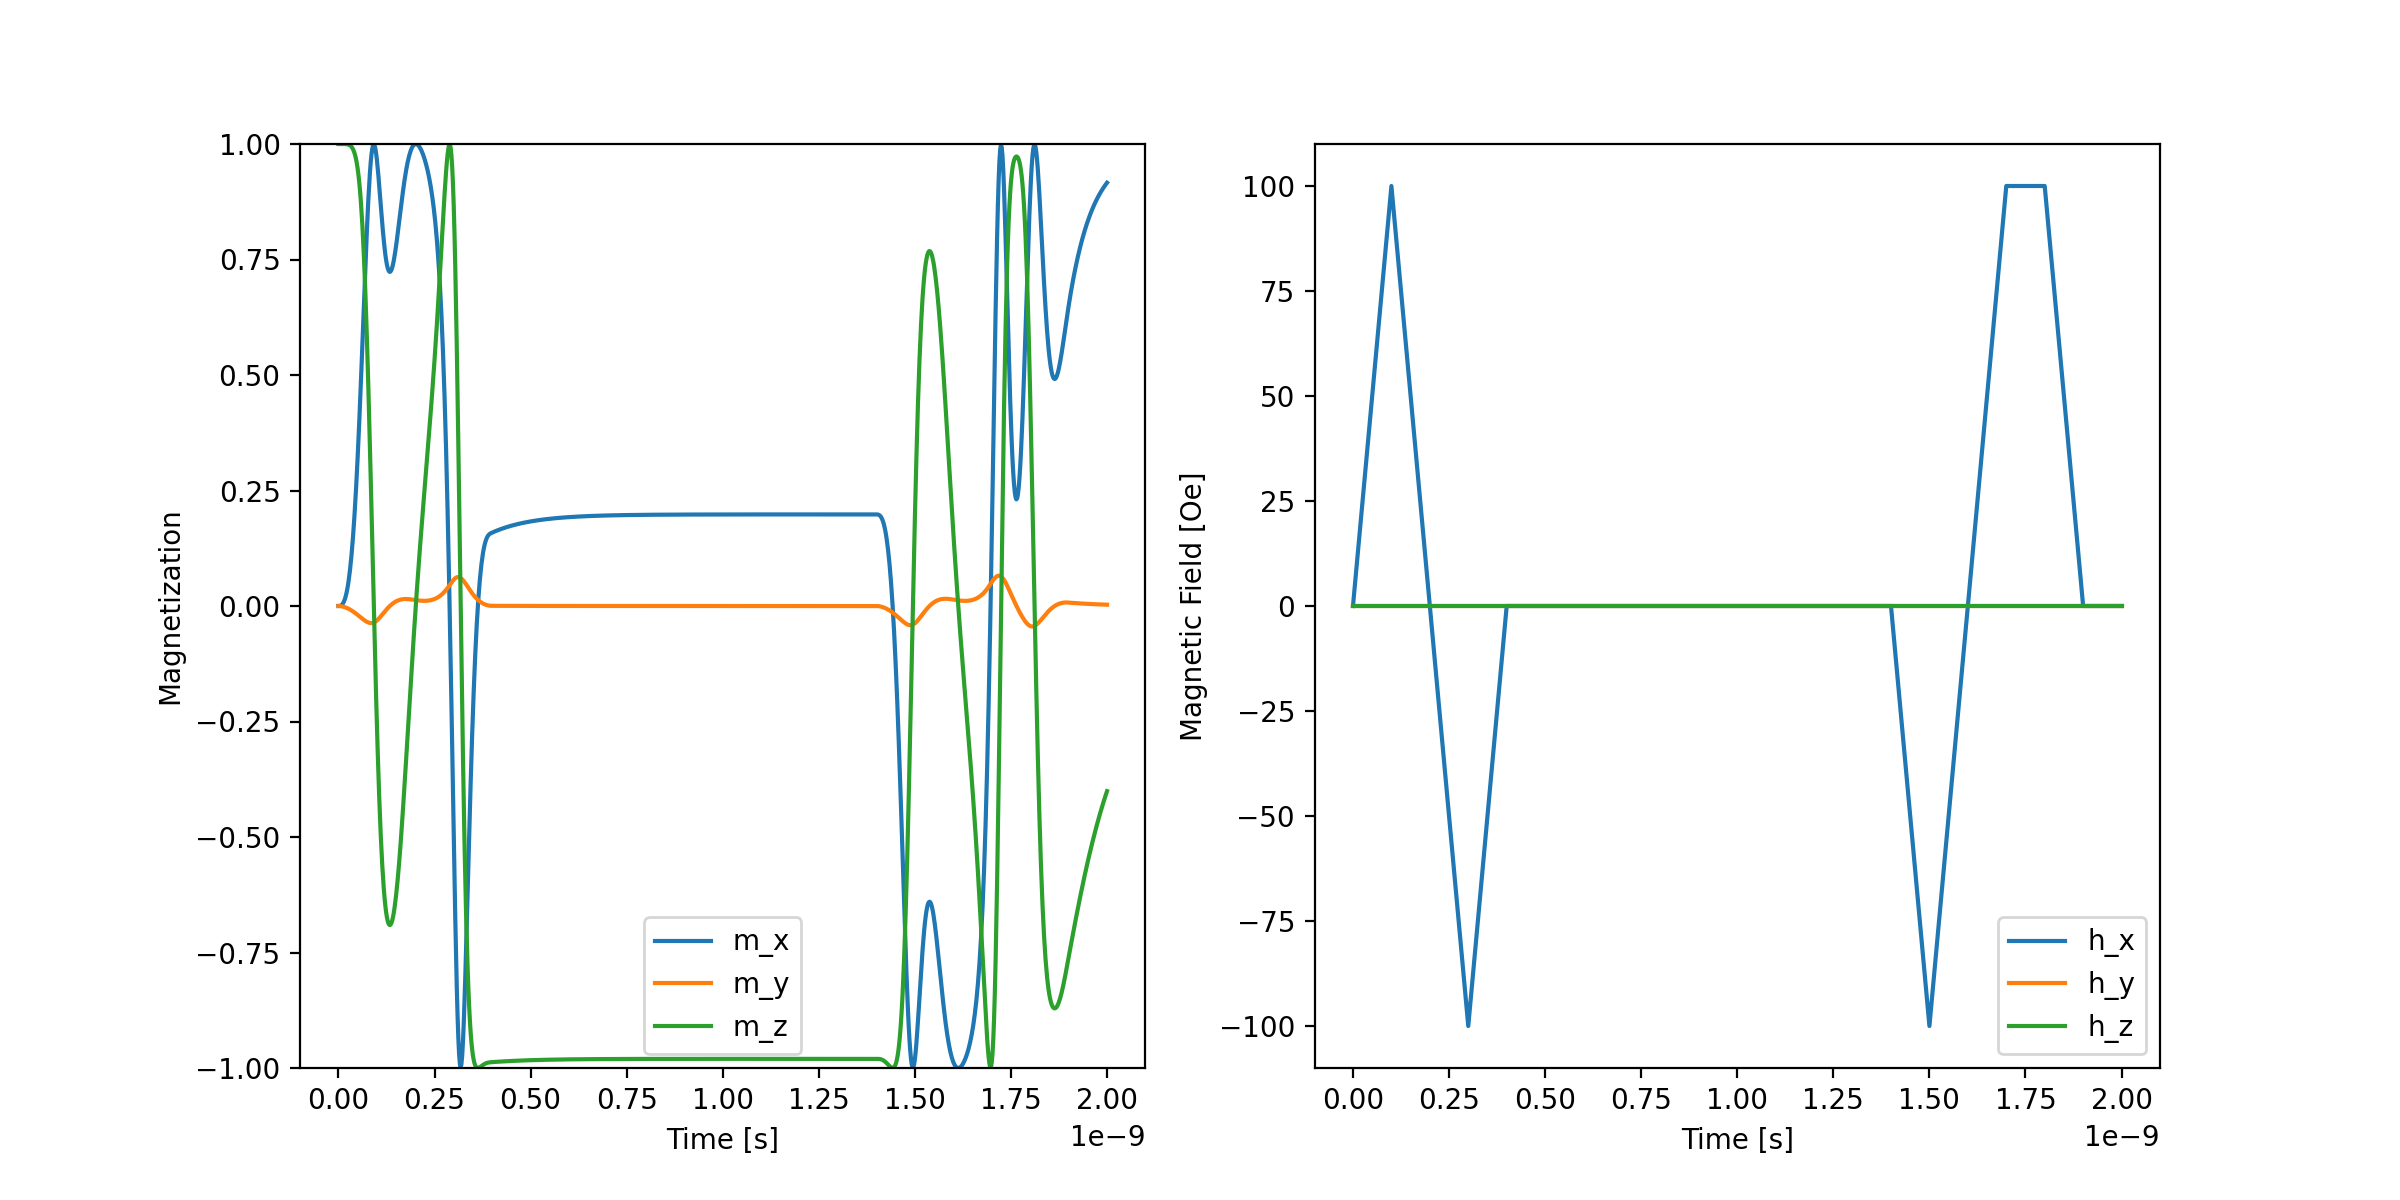 Magnetization
1.00
0.75
0.50
0.25
0.00
−0.25
−0.50
−0.75
−1.00
m_x
m_y
m_z
0.00 0.25 0.50 0.75 1.00 1.25 1.50 1.75 2.00
Time [s]
1e−9
Magnetic Field [Oe]
100
75
50
25
0
−25
−50
−75
−100
h_x
h_y
h_z
0.00 0.25 0.50 0.75 1.00 1.25 1.50 1.75 2.00
Time [s]
1e−9